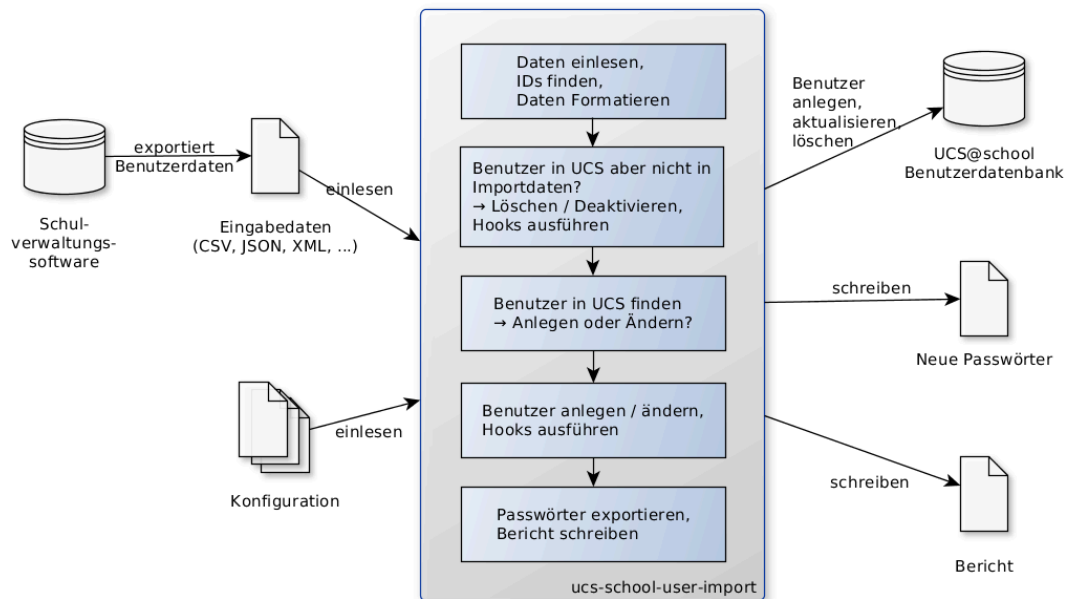 Schul-
verwaltungs-
software
exportiert
Benutzerdaten
Eingabedaten
(CSV, JSON, XML, ...)
einlesen
Konfiguration
einlesen
Daten einlesen,
IDs finden,
Daten Formatieren
Benutzer in UCS aber nicht in
Importdaten?
→ Löschen / Deaktivieren,
Hooks ausführen
Benutzer in UCS finden
→ Anlegen oder Ändern?
Benutzer anlegen / ändern,
Hooks ausführen
Passwörter exportieren,
Bericht schreiben
ucs-school-user-import
Benutzer
anlegen,
aktualisieren,
löschen
UCS@school
Benutzerdatenbank
schreiben
Neue Passwörter
schreiben
Bericht